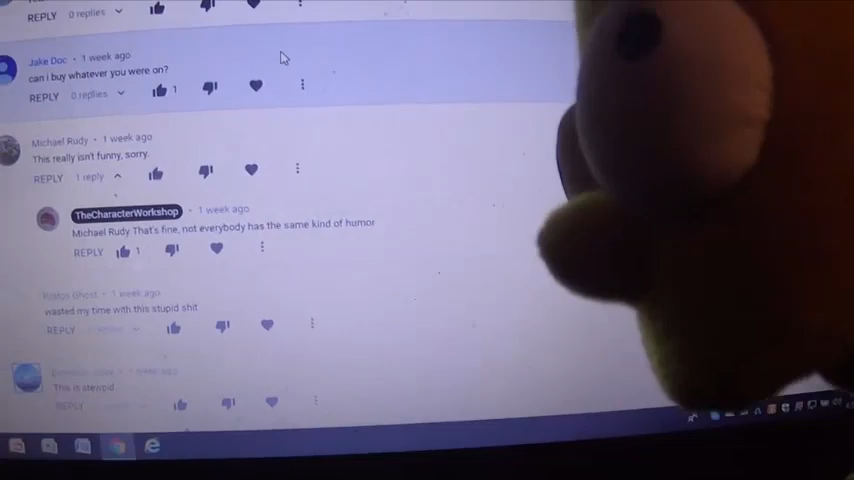 REPLY 0 replies
Jake Doc • 1 week ago
can i buy whatever you were on?
REPLY 0 replies
1
Michael Rudy • 1 week ago
This really isn't funny, sorry.
REPLY 1 reply
TheCharacterWorkshop • 1 week ago
Michael Rudy That's fine, not everybody has the same kind of humor
REPLY 1
Ghost • 1 week ago
wasted my time with this stupid shit
REPLY
week ago
This is stewpid
REPLY